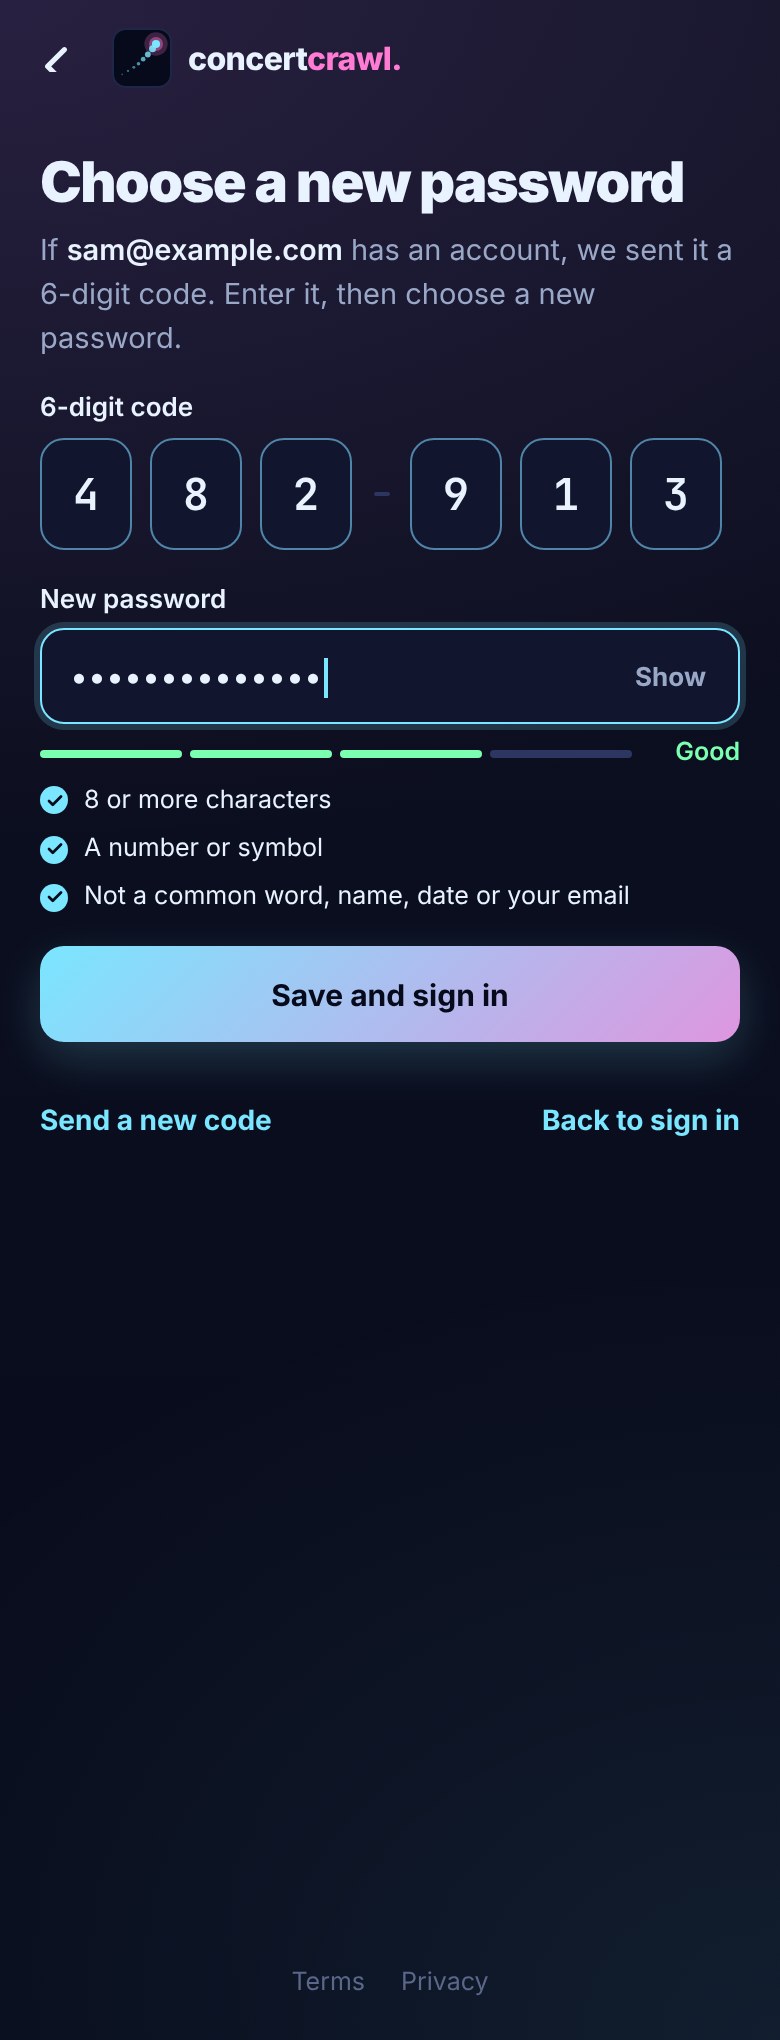 concertcrawl.
Choose a new password
If sam@example.com has an account, we sent it a
6-digit code. Enter it, then choose a new
password.
6-digit code
4 8 2 – 9 1 3
New password
••••••••••••••
Show
Good
8 or more characters
A number or symbol
Not a common word, name, date or your email
Save and sign in
Send a new code
Back to sign in
Terms
Privacy